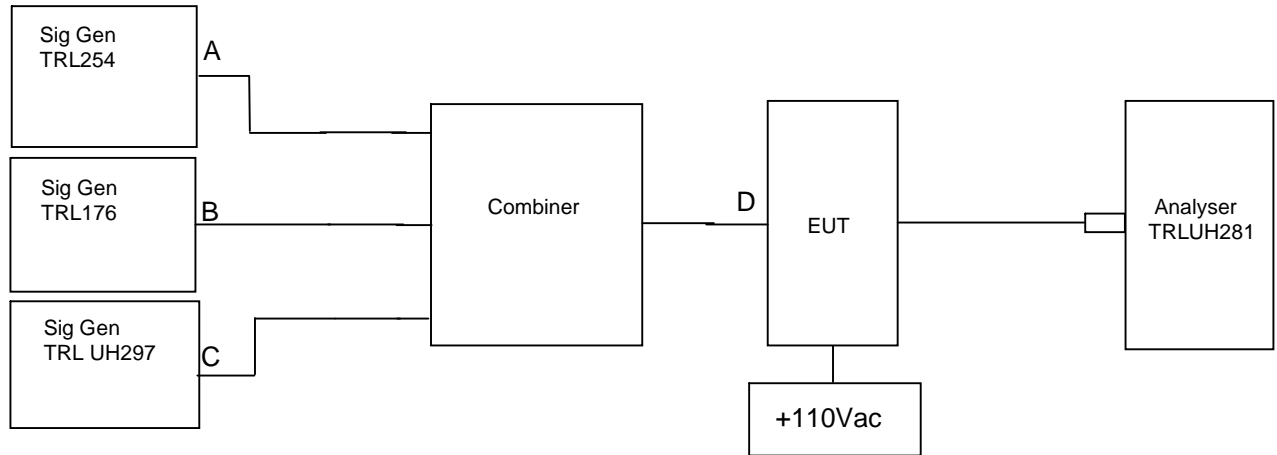 Sig Gen
TRL254
A
Sig Gen
TRL176
B
Sig Gen
TRL UH297
C
Combiner
D
EUT
+110Vac
Analyser
TRLUH281